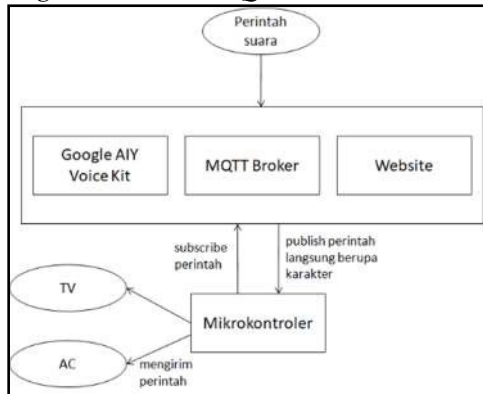 Perintah
suara
Google AIY
Voice Kit
MQTT Broker
Website
subscribe
perintah
publish perintah
langsung berupa
karakter
TV
Mikrokontroler
AC
mengirim
perintah